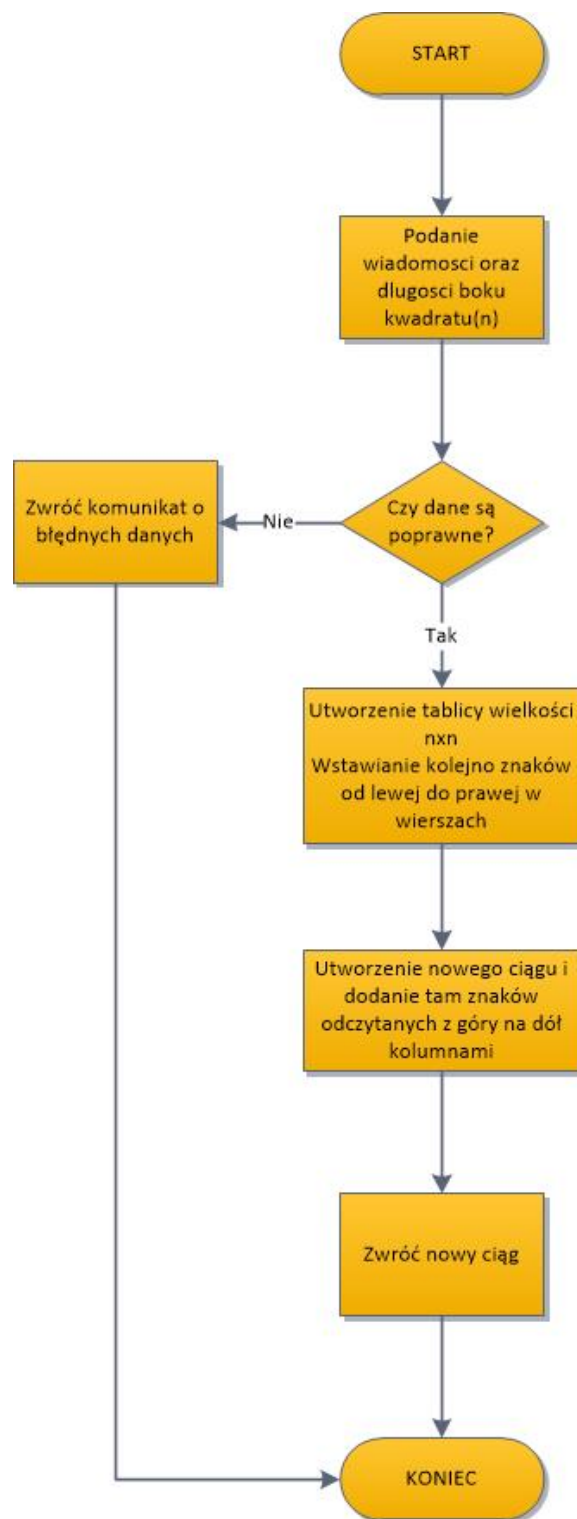 START
Podanie
wiadomosci oraz
dlugosci boku
kwadratu(n)
Zwróć komunikat o
błędnych danych
Nie
Czy dane są
poprawne?
Tak
Utworzenie tablicy wielkości
nxn
Wstawianie kolejno znaków
od lewej do prawej w
wierszach
Utworzenie nowego ciągu i
dodanie tam znaków
odczytanych z góry na dół
kolumnami
Zwróć nowy ciąg
KONIEC